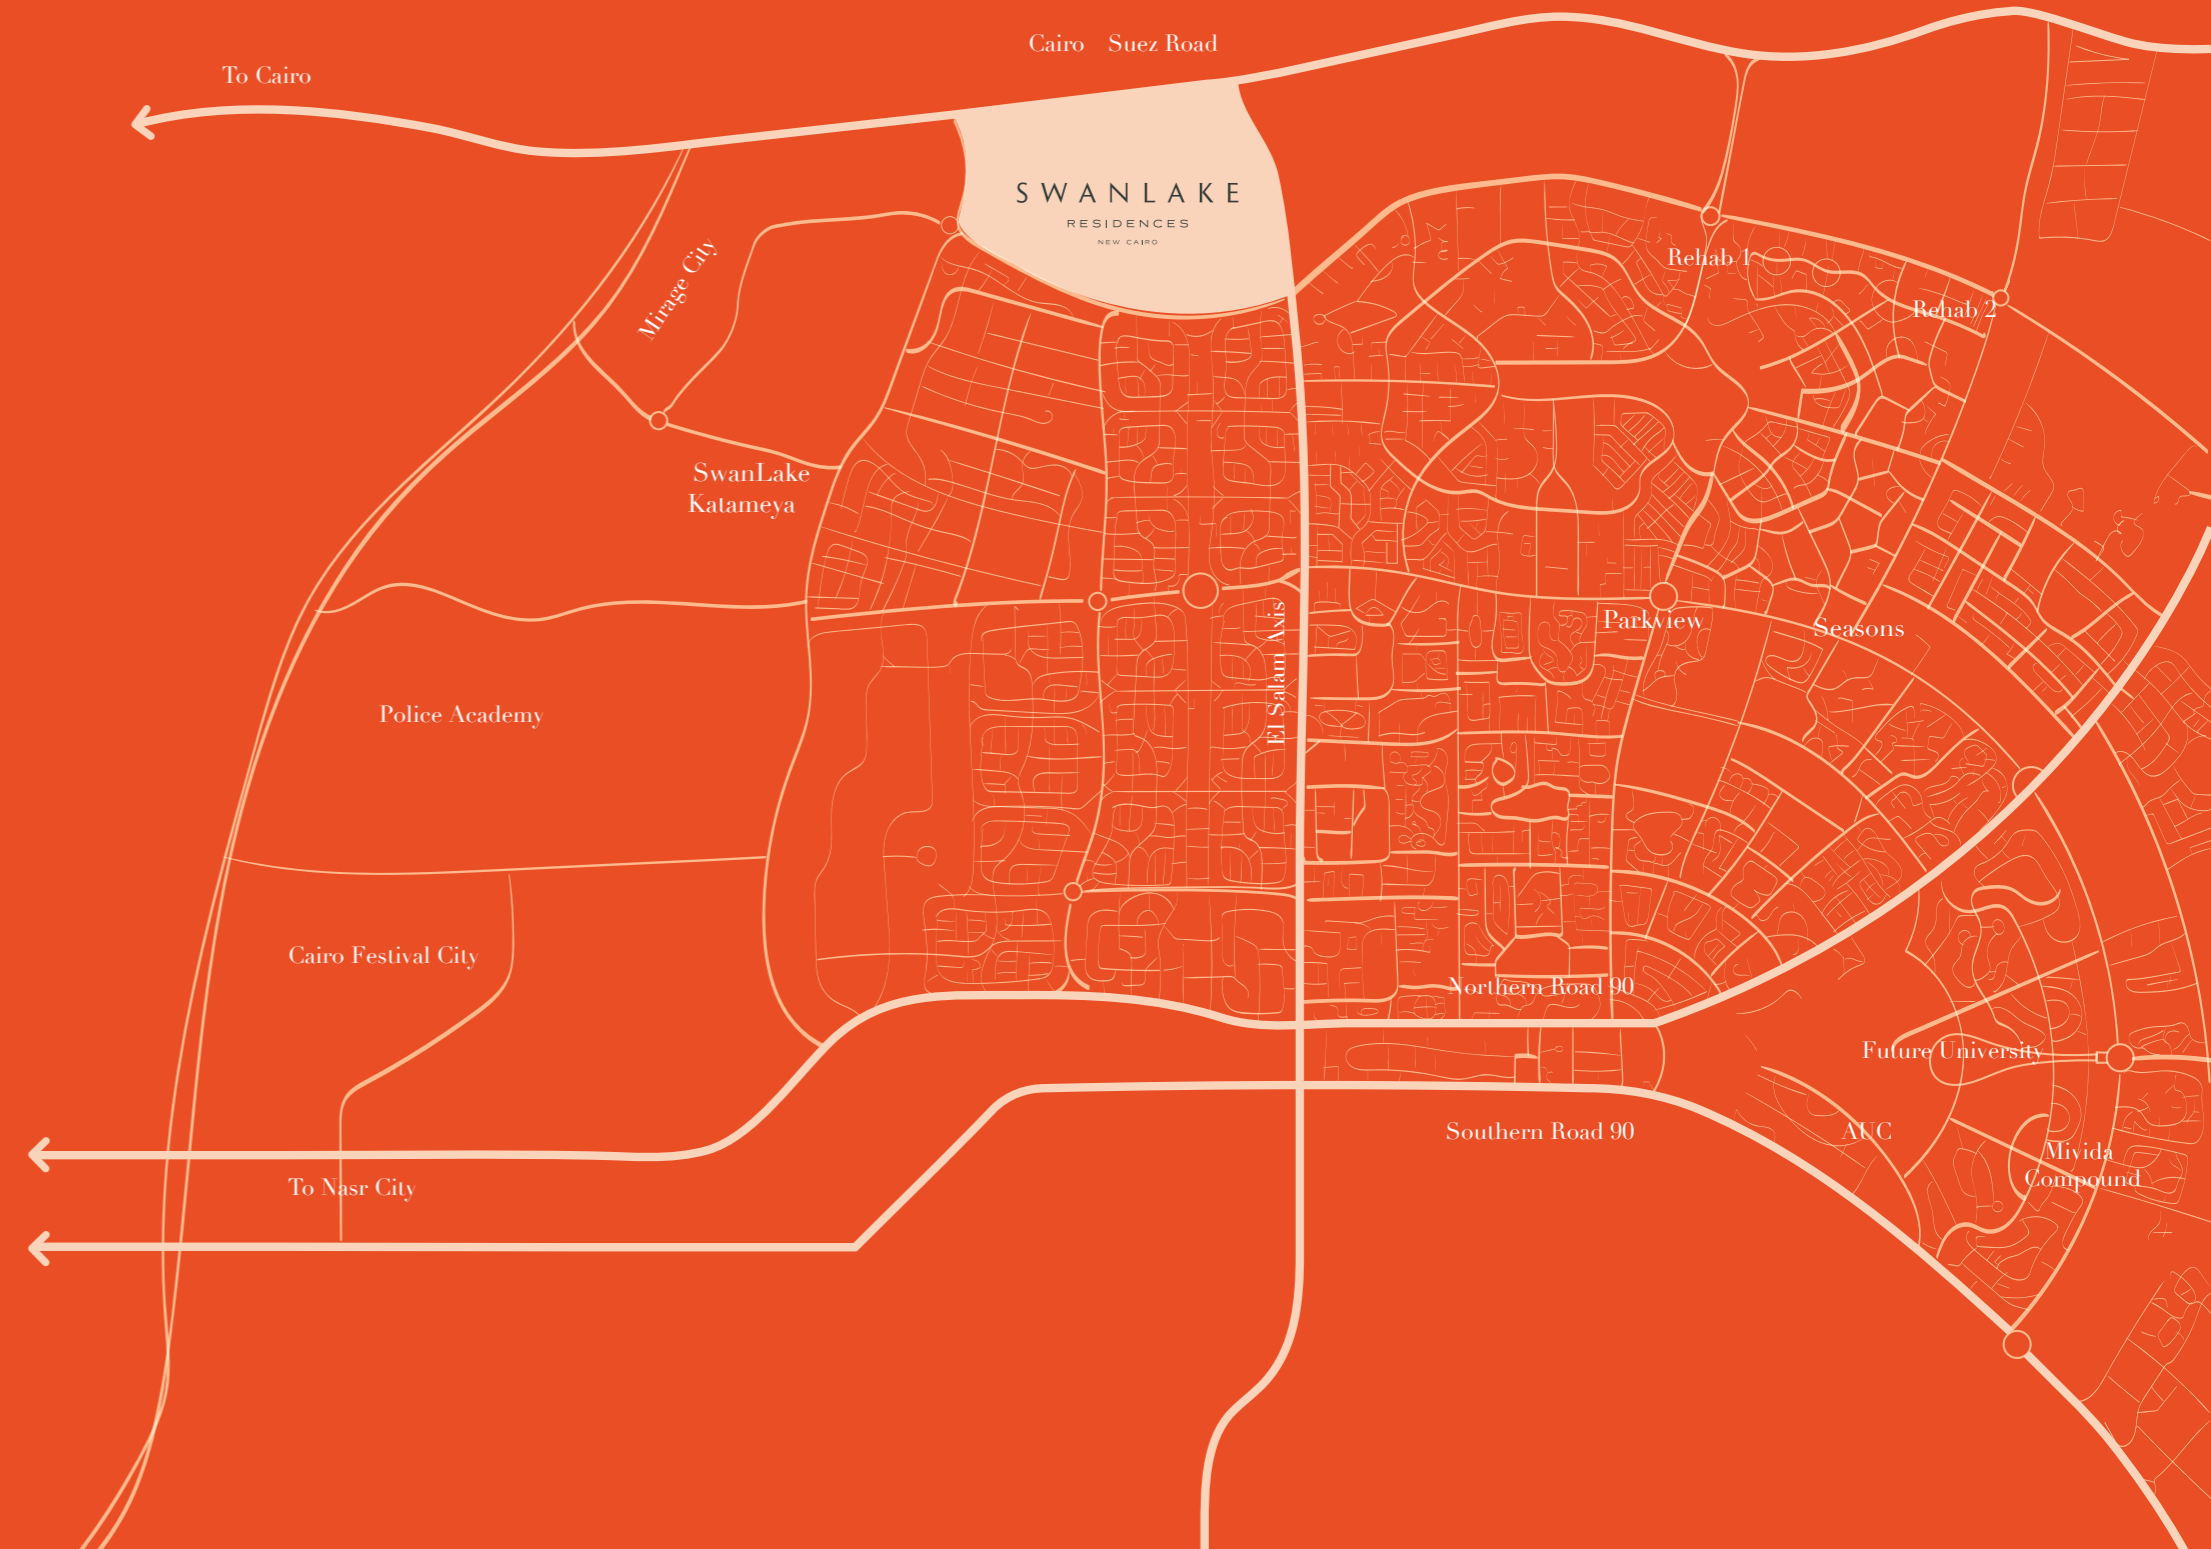 Cairo Suez Road
To Cairo
SWANLAKE
RESIDENCES
NEW CAIRO
Mirage City
Rehab 1
Rehab 2
SwanLake
Katameya
El Salam Axis
Parkview
Seasons
Police Academy
Cairo Festival City
Northern Road 90
Future University
Southern Road 90
AUC
Mivida
Compound
To Nasr City